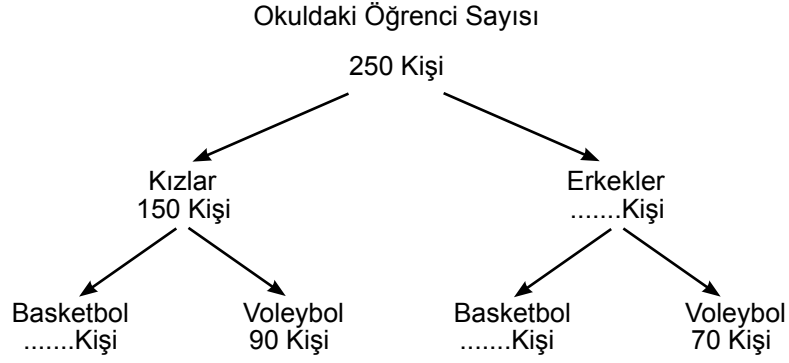 Okuldaki Öğrenci Sayısı
250 Kişi
Kızlar
150 Kişi
Erkekler
.......Kişi
Basketbol
.......Kişi
Voleybol
90 Kişi
Basketbol
.......Kişi
Voleybol
70 Kişi